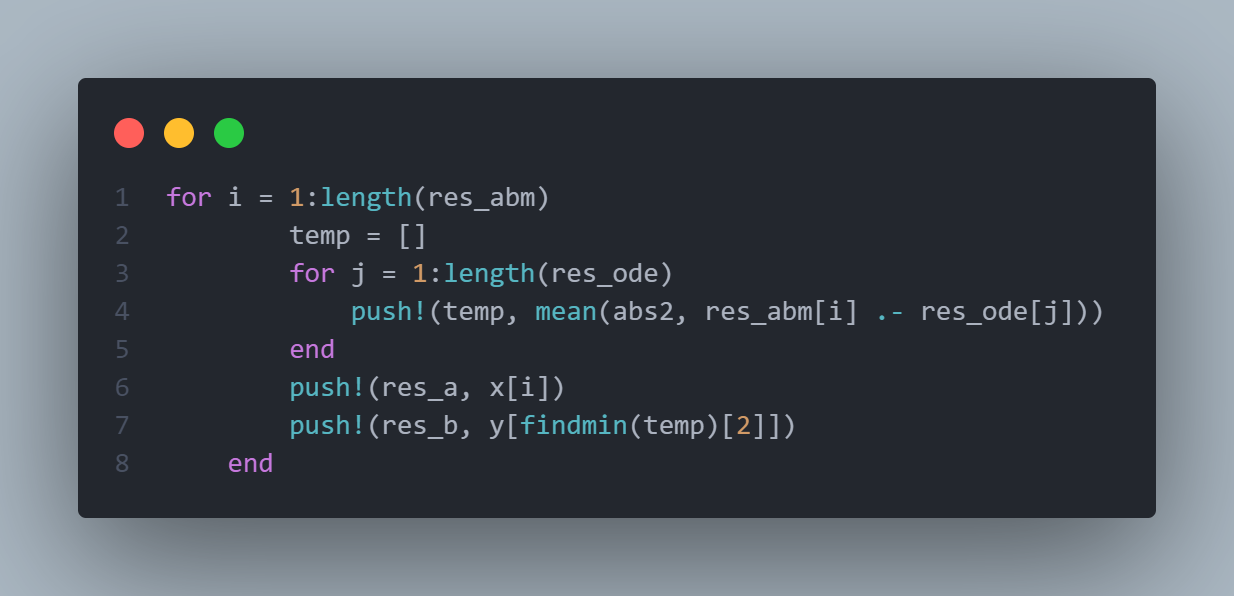 1 for i = 1:length(res_abm)
2         temp = []
3         for j = 1:length(res_ode)
4             push!(temp, mean(abs2, res_abm[i] .- res_ode[j]))
5         end
6         push!(res_a, x[i])
7         push!(res_b, y[findmin(temp)[2]])
8     end